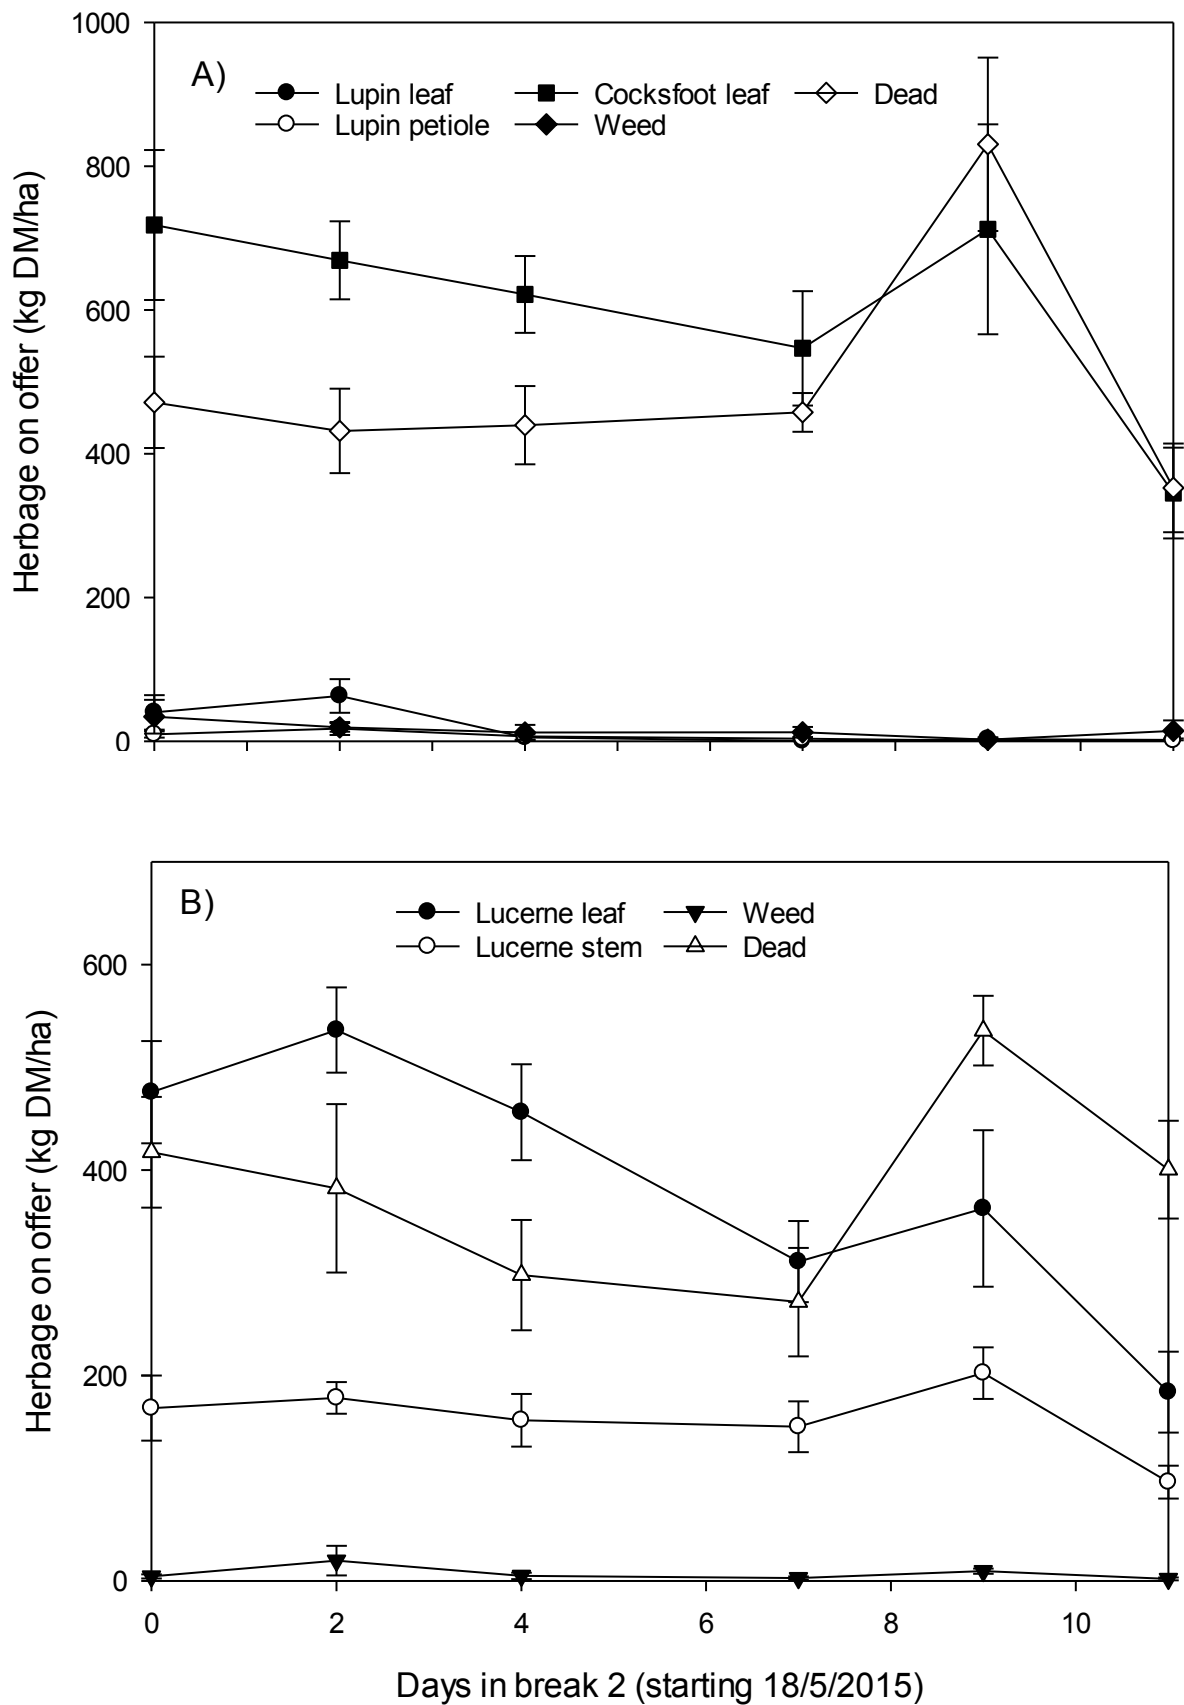 1000
A)
Lupin leaf Cocksfoot leaf Dead
Lupin petiole Weed
800
600
400
200
0
Herbage on offer (kg DM/ha)
B)
Lucerne leaf Weed
Lucerne stem Dead
600
400
200
0
Herbage on offer (kg DM/ha)
0 2 4 6 8 10
Days in break 2 (starting 18/5/2015)